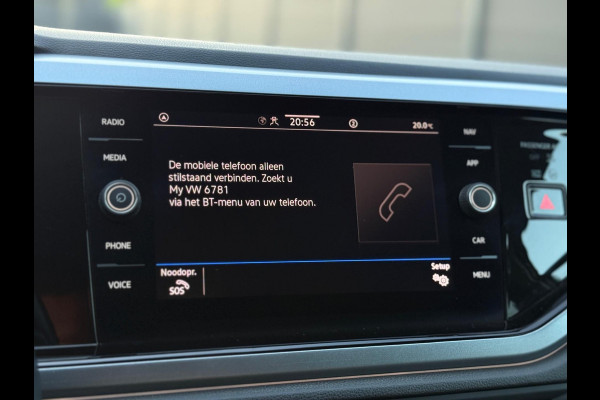 RADIO
MEDIA
PHONE
VOICE
20:56
20.0°C
De mobiele telefoon alleen
stilstaand verbinden. Zoekt u
My VW 6781
via het BT-menu van uw telefoon.
Noodopr.
SOS
Setup
NAV
APP
CAR
MENU
PASSENGER